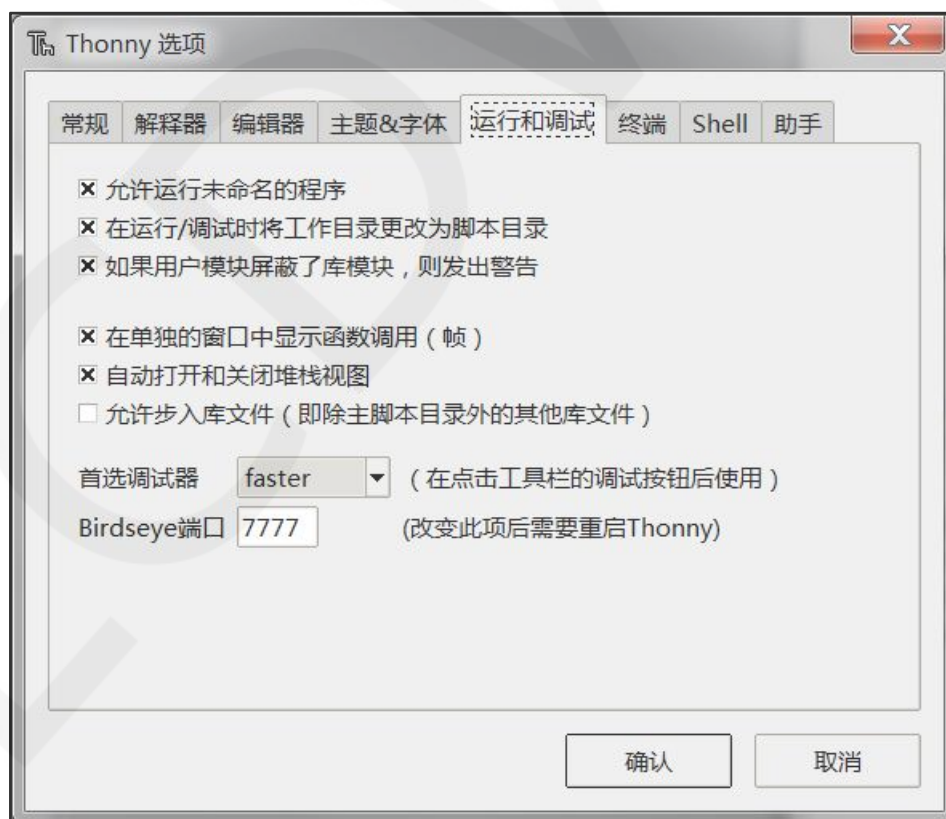 Thonny 选项
常规 解释器 编辑器 主题&字体 运行和调试 终端 Shell 助手
允许运行未命名的程序
在运行/调试时将工作目录更改为脚本目录
如果用户模块屏蔽了库模块，则发出警告
在单独的窗口中显示函数调用（帧）
自动打开和关闭堆栈视图
允许步入库文件（即除主脚本目录外的其他库文件）
首选调试器 faster （在点击工具栏的调试按钮后使用）
Birdseye端口 7777 (改变此项后需要重启Thonny)
确认 取消